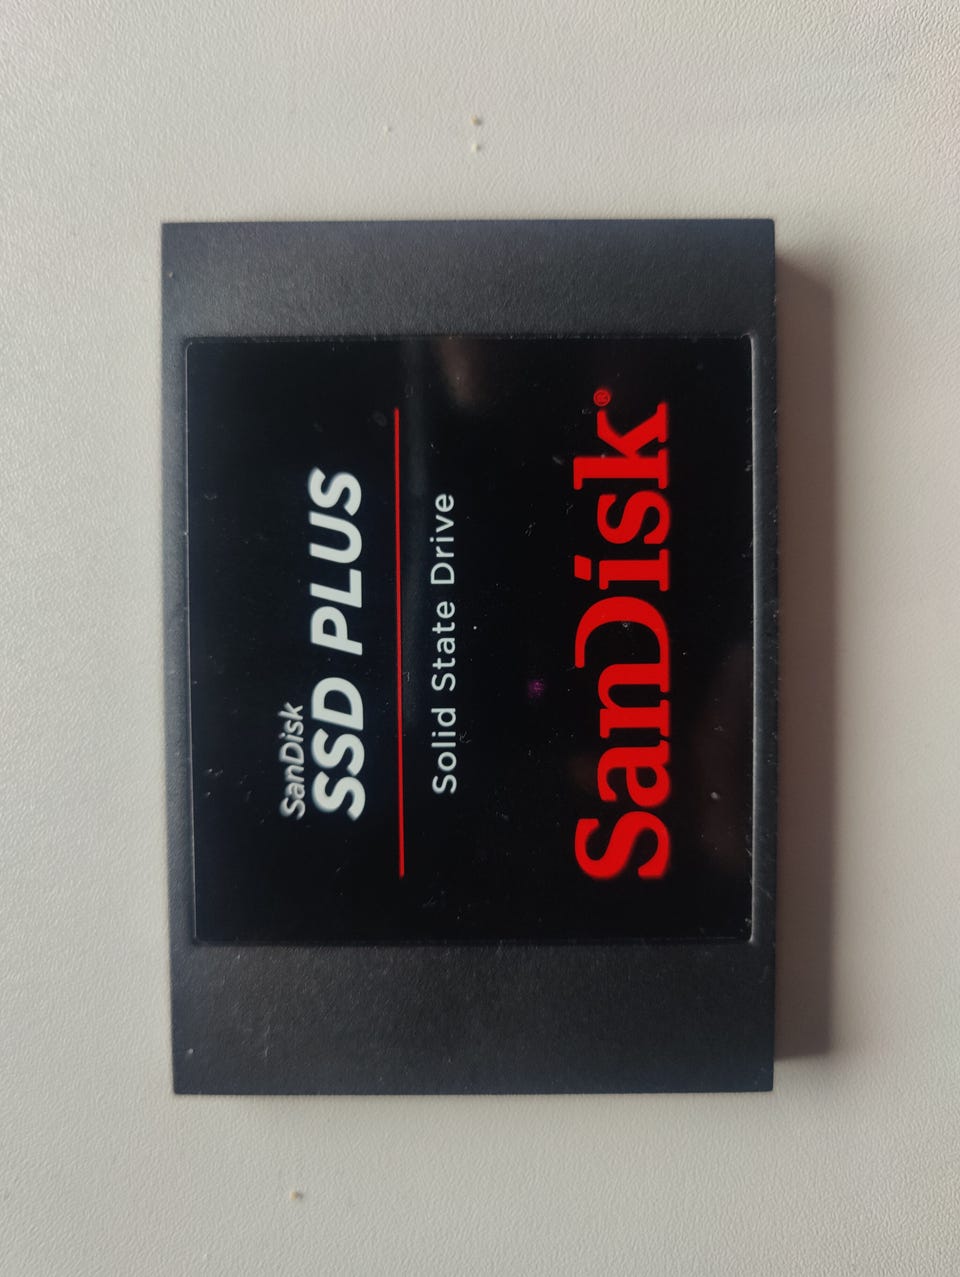 SanDisk
SSD PLUS
Solid State Drive
SanDisk®